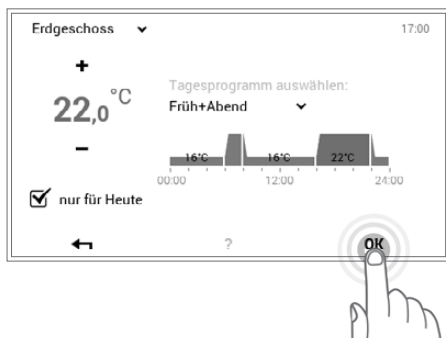 Erdgeschoss
17:00
+
22,0 °C
–
Tagesprogramm auswählen:
Früh+Abend
16°C 16°C 22°C
00:00 12:00 24:00
nur für Heute
? OK